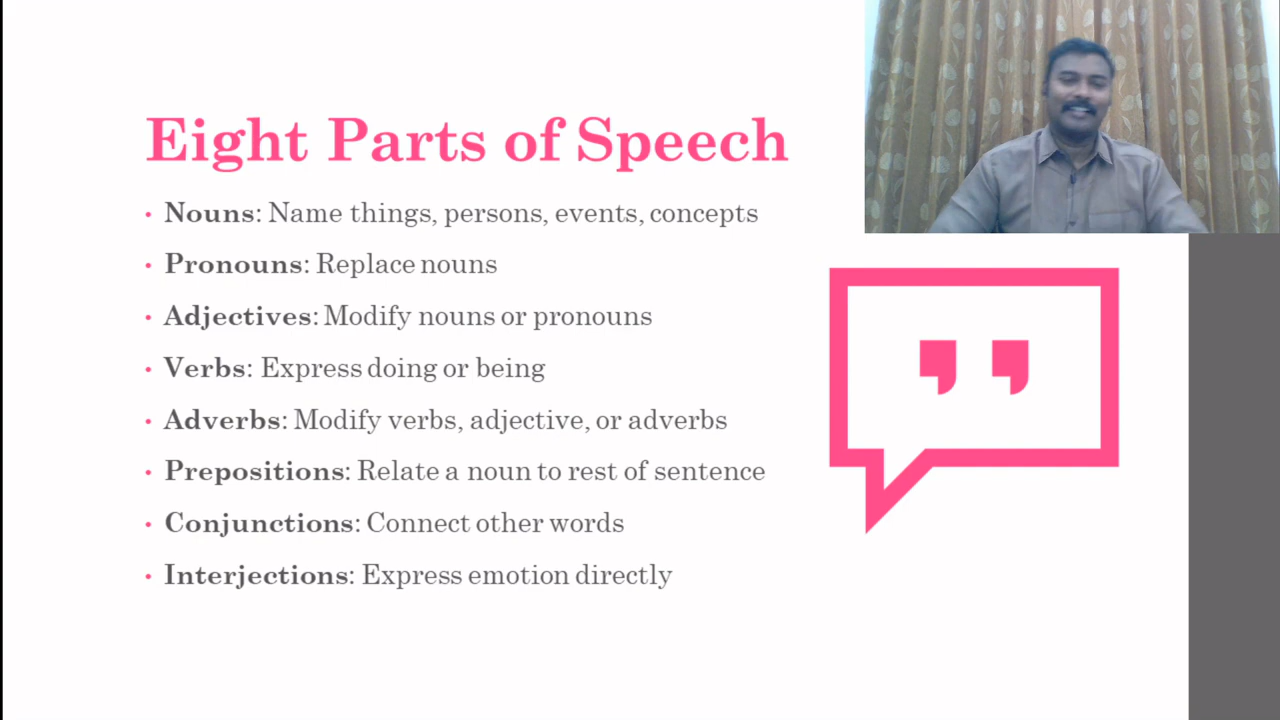 Eight Parts of Speech
• Nouns: Name things, persons, events, concepts
• Pronouns: Replace nouns
• Adjectives: Modify nouns or pronouns
• Verbs: Express doing or being
• Adverbs: Modify verbs, adjective, or adverbs
• Prepositions: Relate a noun to rest of sentence
• Conjunctions: Connect other words
• Interjections: Express emotion directly